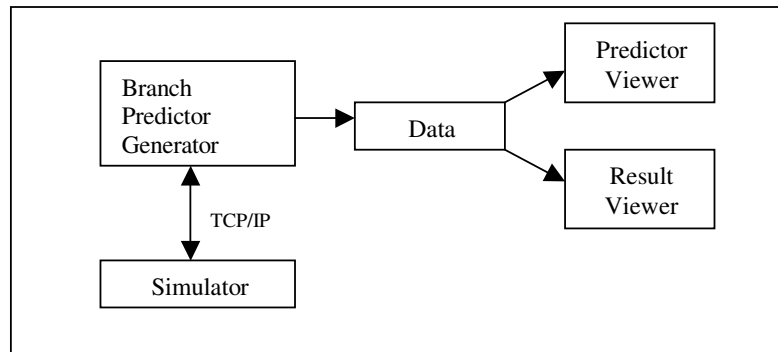 Branch
Predictor
Generator
Data
Predictor
Viewer
Result
Viewer
TCP/IP
Simulator